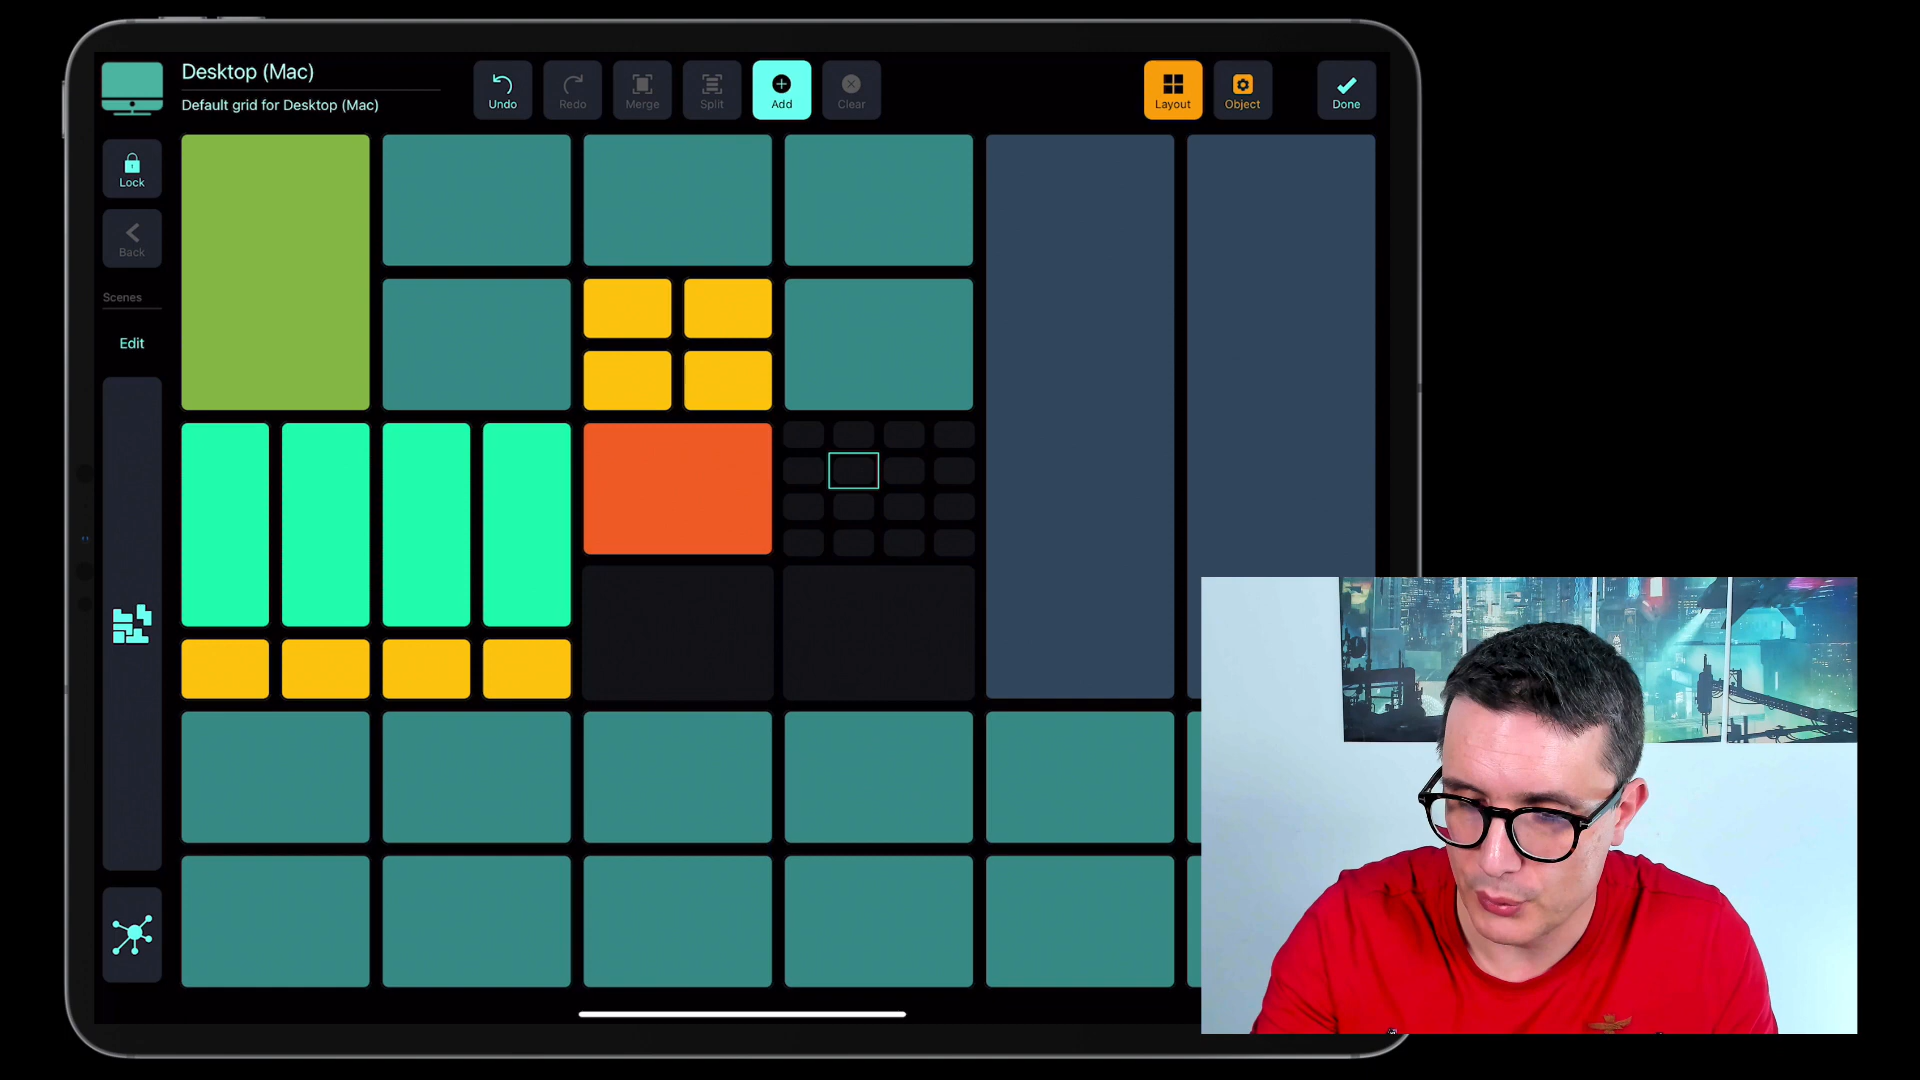 Desktop (Mac)
Default grid for Desktop (Mac)
Undo
Redo
Merge
Split
Add
Clear
Layout
Object
Done
Lock
Back
Scenes
Edit